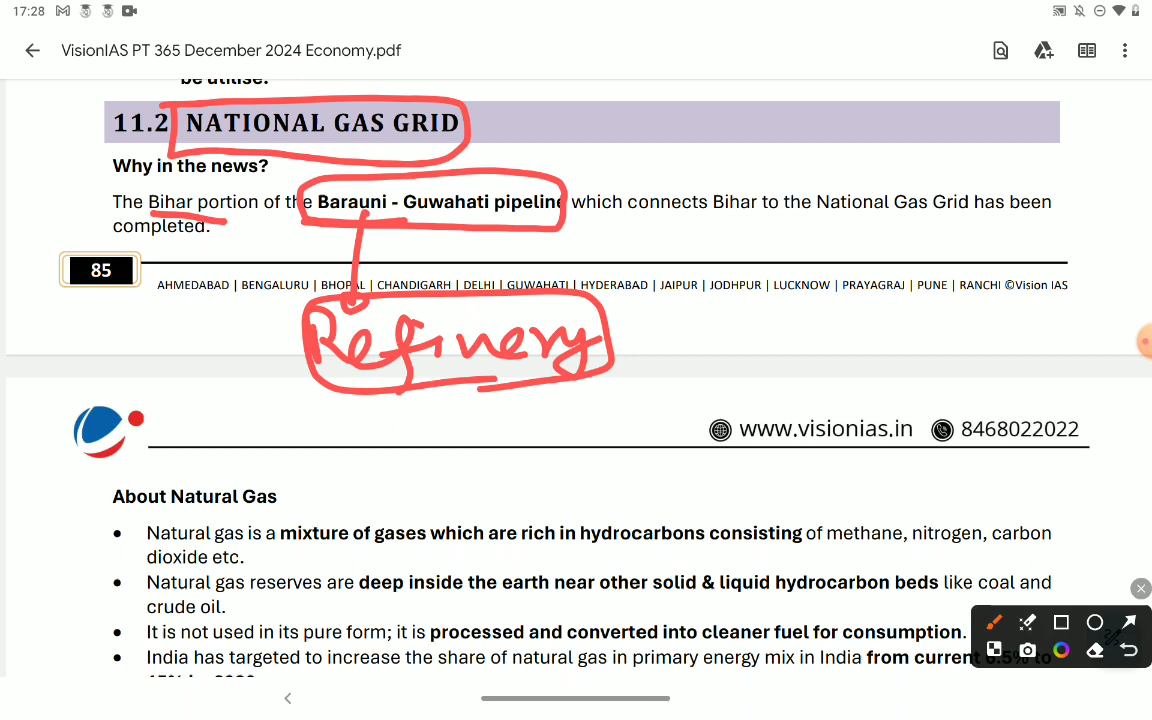 17:28
VisionIAS PT 365 December 2024 Economy.pdf
be utilise.
11.2 NATIONAL GAS GRID
Why in the news?
The Bihar portion of the Barauni - Guwahati pipeline which connects Bihar to the National Gas Grid has been
completed.
85
AHMEDABAD | BENGALURU | BHOPAL | CHANDIGARH | DELHI | GUWAHATI | HYDERABAD | JAIPUR | JODHPUR | LUCKNOW | PRAYAGRAJ | PUNE | RANCHI ©Vision IAS
Refinery
www.visionias.in 8468022022
About Natural Gas
• Natural gas is a mixture of gases which are rich in hydrocarbons consisting of methane, nitrogen, carbon
dioxide etc.
• Natural gas reserves are deep inside the earth near other solid & liquid hydrocarbon beds like coal and
crude oil.
• It is not used in its pure form; it is processed and converted into cleaner fuel for consumption.
• India has targeted to increase the share of natural gas in primary energy mix in India from current 6.5% to